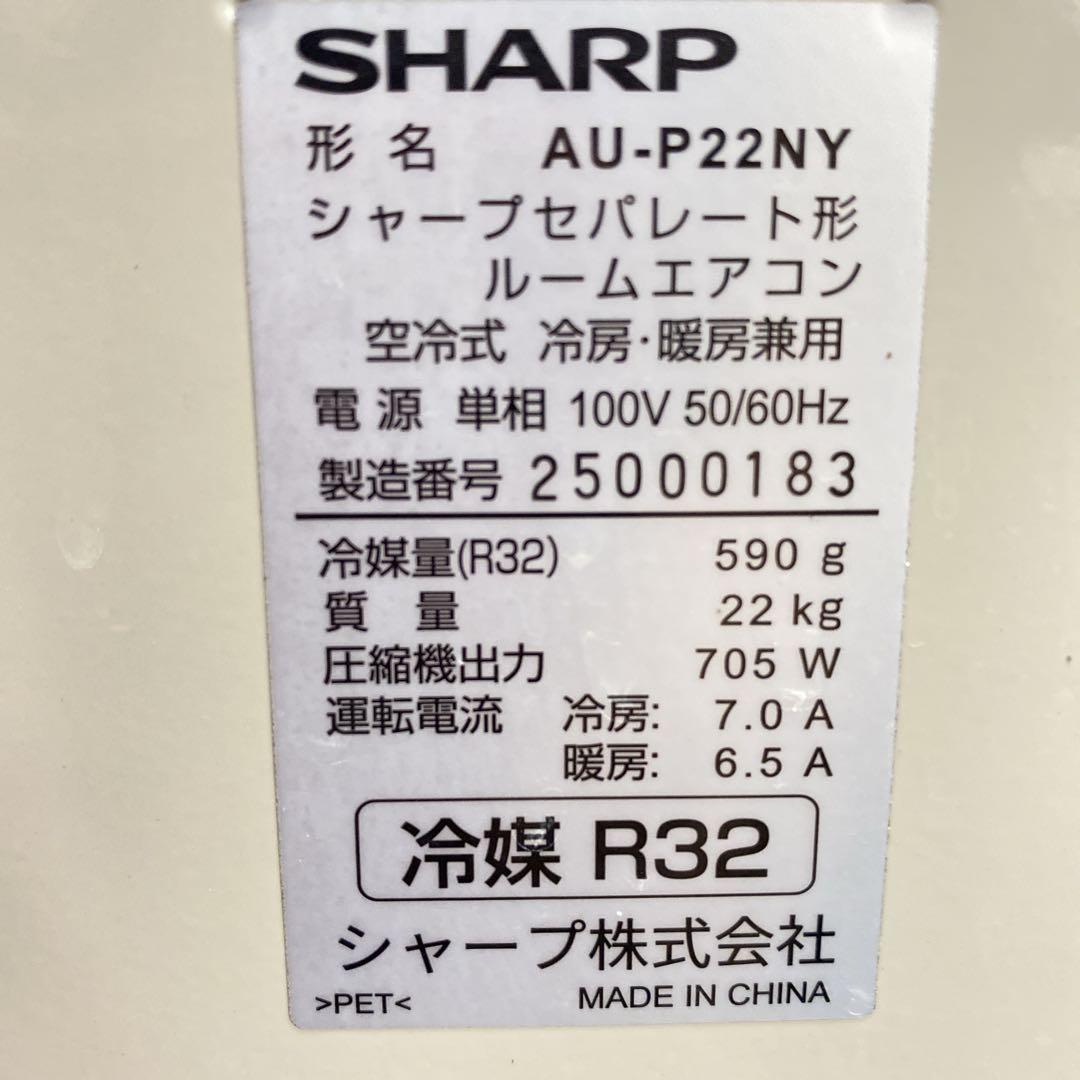 SHARP
形名 AU-P22NY
シャープセパレート形
ルームエアコン
空冷式 冷房・暖房兼用
電源 単相 100V 50/60Hz
製造番号 25000183
冷媒量(R32) 590 g
質量 22 kg
圧縮機出力 705 W
運転電流 冷房: 7.0 A
暖房: 6.5 A
冷媒 R32
シャープ株式会社
>PET< MADE IN CHINA